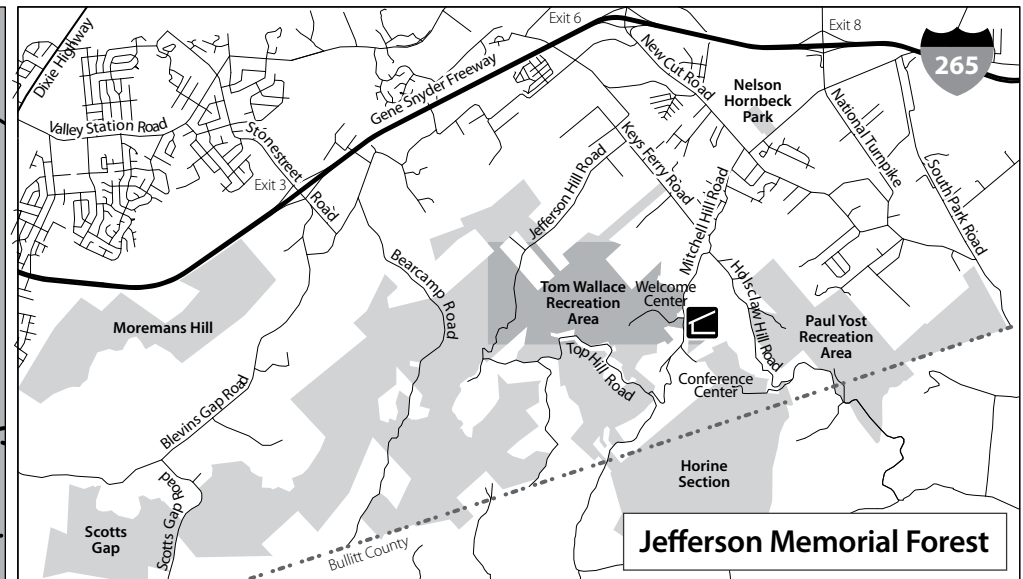 Exit 6
Exit 8
Dixie Highway
265
New Cut Road
Gene Snyder Freeway
Nelson
Hornbeck
Park
Valley Station Road
Stonestreet Road
National Turnpike
Keys Ferry Road
Jefferson Hill Road
South Park Road
Exit 3
Mitchell Hill Road
Bearcamp Road
Holsclaw Hill Road
Tom Wallace
Recreation
Area
Welcome
Center
Moremans Hill
Paul Yost
Recreation
Area
Top Hill Road
Conference
Center
Blevins Gap Road
Horine
Section
Scotts Gap Road
Scotts
Gap
Bullitt County
Jefferson Memorial Forest